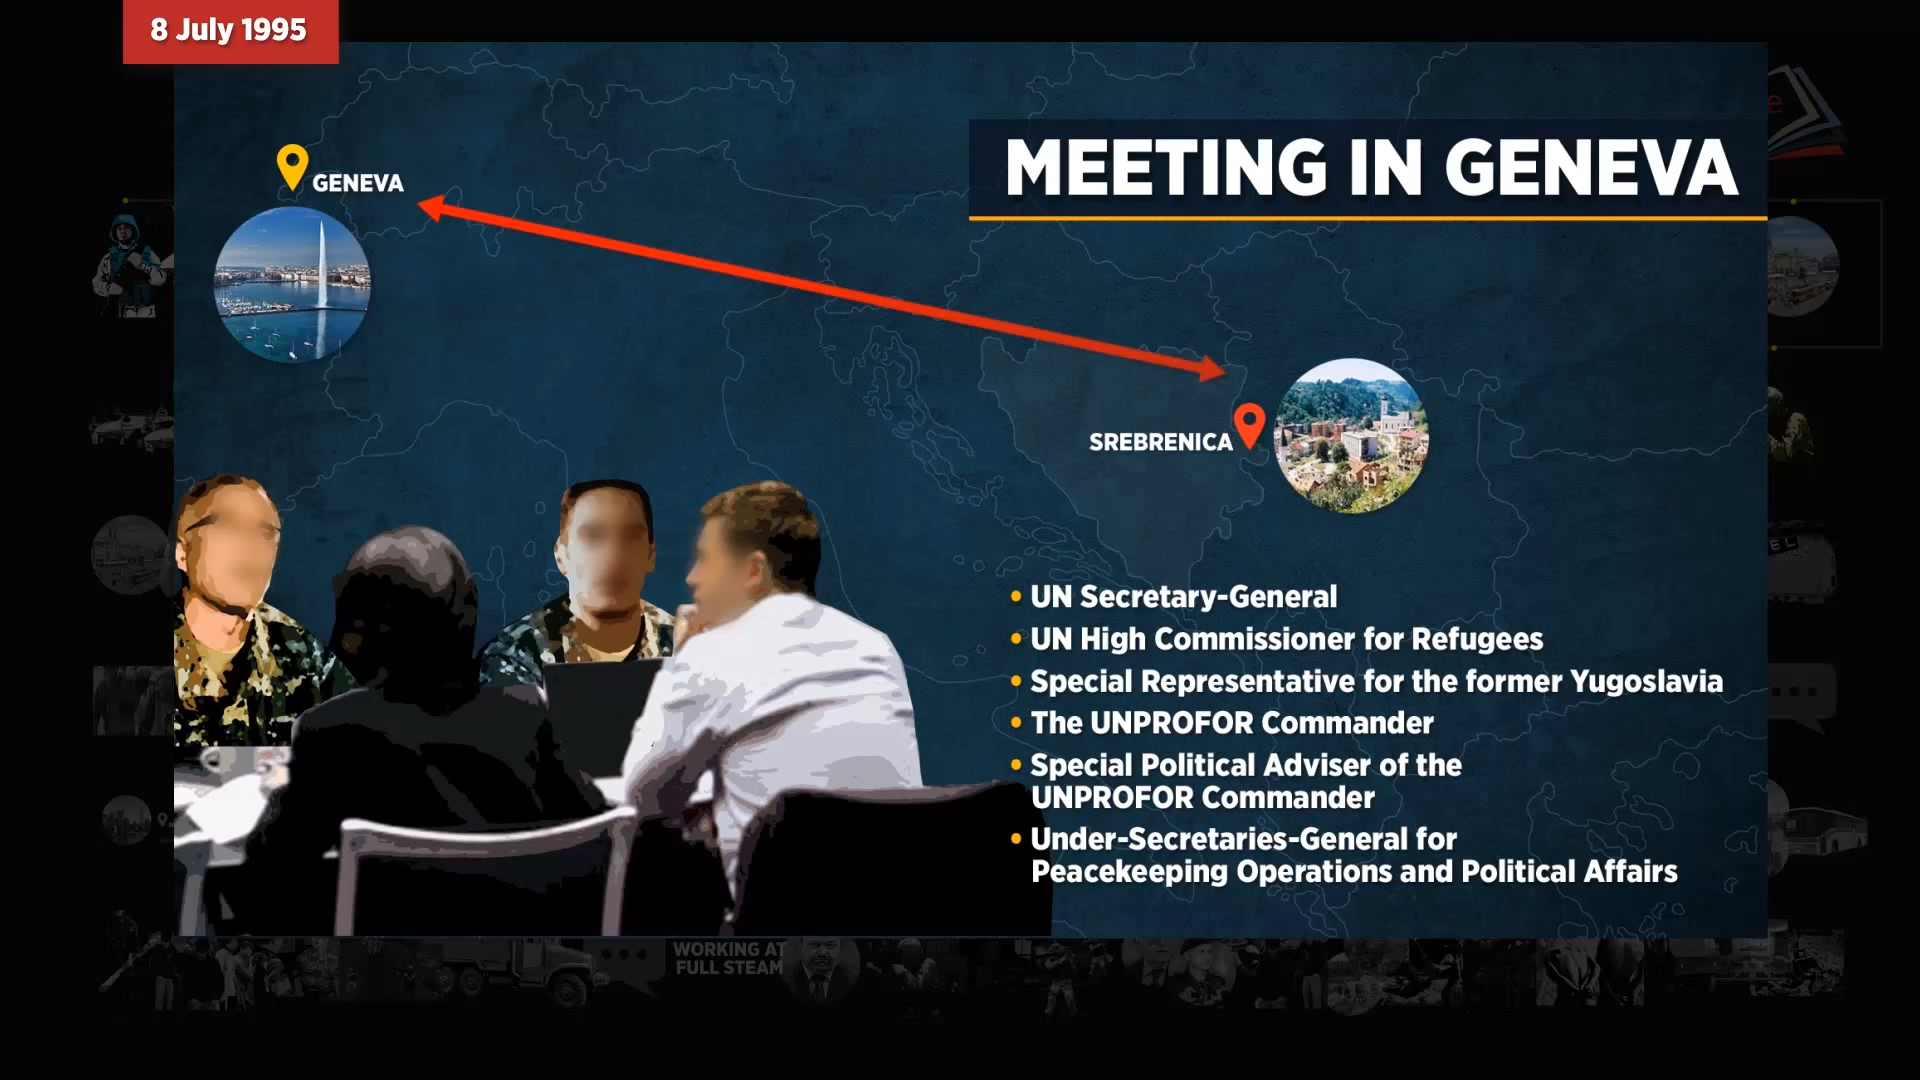 8 July 1995
MEETING IN GENEVA
GENEVA
SREBRENICA
• UN Secretary-General
• UN High Commissioner for Refugees
• Special Representative for the former Yugoslavia
• The UNPROFOR Commander
• Special Political Adviser of the
UNPROFOR Commander
• Under-Secretaries-General for
Peacekeeping Operations and Political Affairs
WORKING AT
FULL STEAM